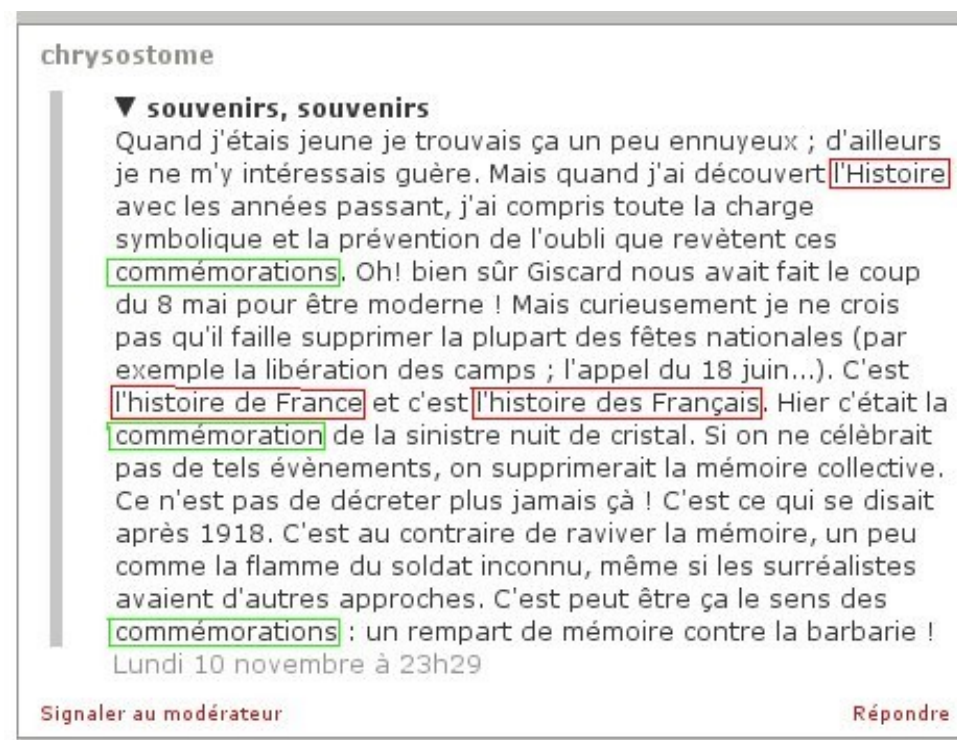 chrysostome
▼ souvenirs, souvenirs
Quand j'étais jeune je trouvais ça un peu ennuyeux ; d'ailleurs
je ne m'y intéressais guère. Mais quand j'ai découvert l'Histoire
avec les années passant, j'ai compris toute la charge
symbolique et la prévention de l'oubli que revètent ces
commémorations. Oh! bien sûr Giscard nous avait fait le coup
du 8 mai pour être moderne ! Mais curieusement je ne crois
pas qu'il faille supprimer la plupart des fêtes nationales (par
exemple la libération des camps ; l'appel du 18 juin...). C'est
l'histoire de France et c'est l'histoire des Français. Hier c'était la
commémoration de la sinistre nuit de cristal. Si on ne célèbrait
pas de tels évènements, on supprimerait la mémoire collective.
Ce n'est pas de décreter plus jamais çà ! C'est ce qui se disait
après 1918. C'est au contraire de raviver la mémoire, un peu
comme la flamme du soldat inconnu, même si les surréalistes
avaient d'autres approches. C'est peut être ça le sens des
commémorations : un rempart de mémoire contre la barbarie !
Lundi 10 novembre à 23h29
Signaler au modérateur Répondre